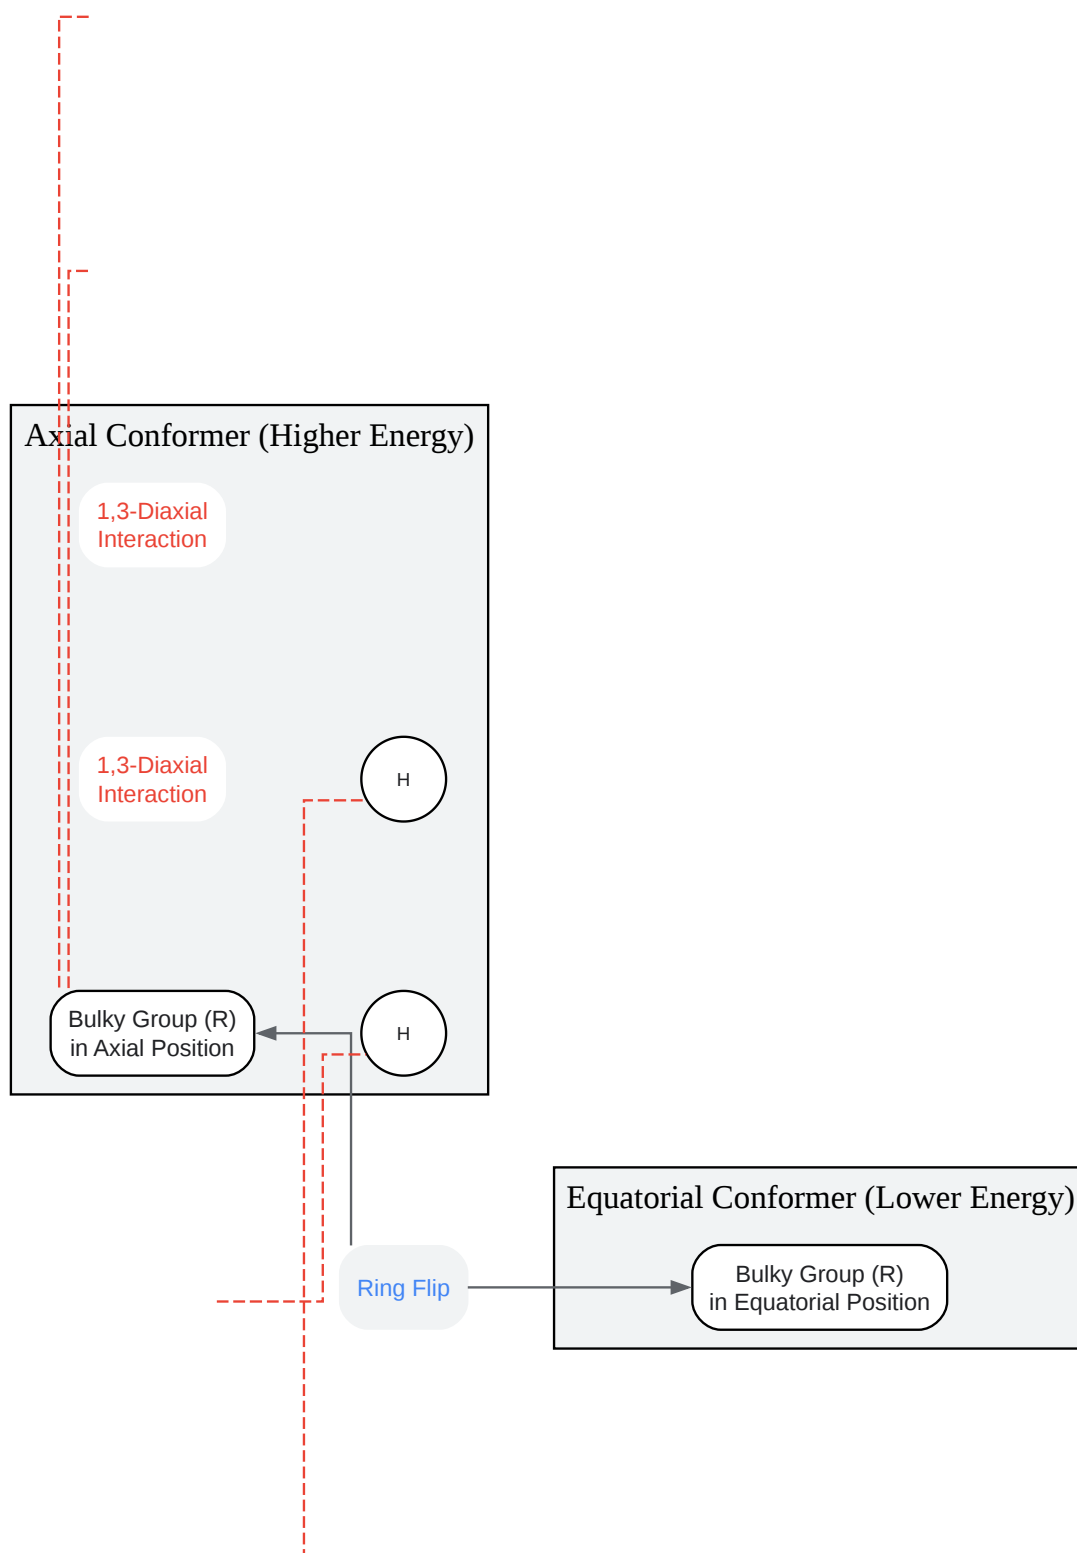 Axial Conformer (Higher Energy)
1,3-Diaxial
Interaction
1,3-Diaxial
Interaction
H
Bulky Group (R)
in Axial Position
H
Equatorial Conformer (Lower Energy)
Ring Flip
Bulky Group (R)
in Equatorial Position